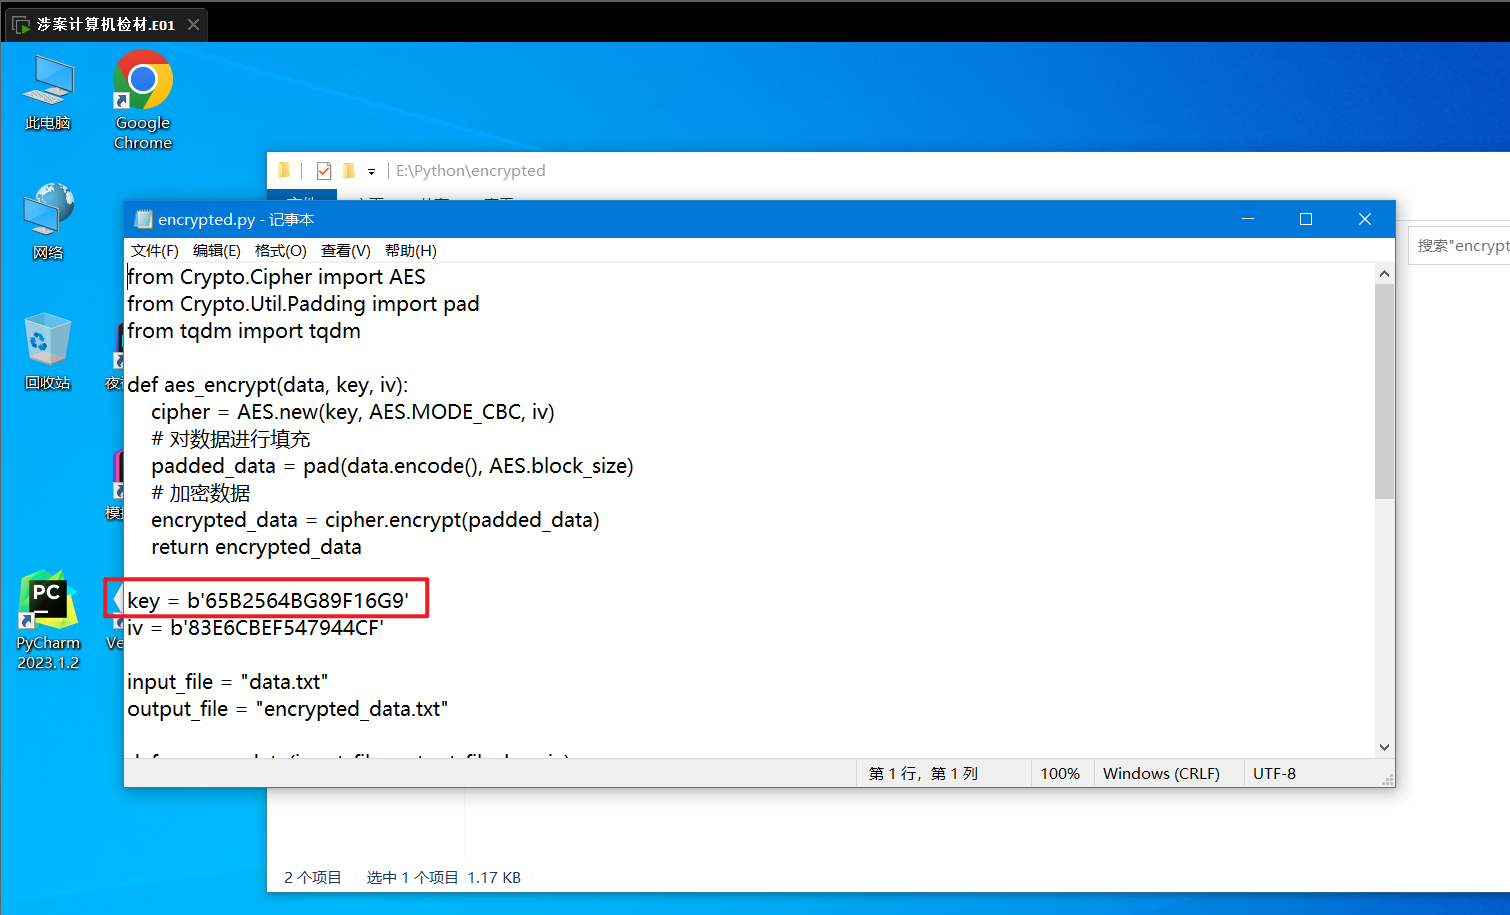 涉案计算机检材.E01
此电脑
Google
Chrome
网络
回收站
PyCharm
2023.1.2
E:\Python\encrypted
搜索"encrypt
encrypted.py - 记事本
文件(F) 编辑(E) 格式(O) 查看(V) 帮助(H)
from Crypto.Cipher import AES
from Crypto.Util.Padding import pad
from tqdm import tqdm
def aes_encrypt(data, key, iv):
cipher = AES.new(key, AES.MODE_CBC, iv)
# 对数据进行填充
padded_data = pad(data.encode(), AES.block_size)
# 加密数据
encrypted_data = cipher.encrypt(padded_data)
return encrypted_data
key = b'65B2564BG89F16G9'
iv = b'83E6CBEF547944CF'
input_file = "data.txt"
output_file = "encrypted_data.txt"
第 1 行，第 1 列 100% Windows (CRLF) UTF-8
2 个项目 选中 1 个项目 1.17 KB